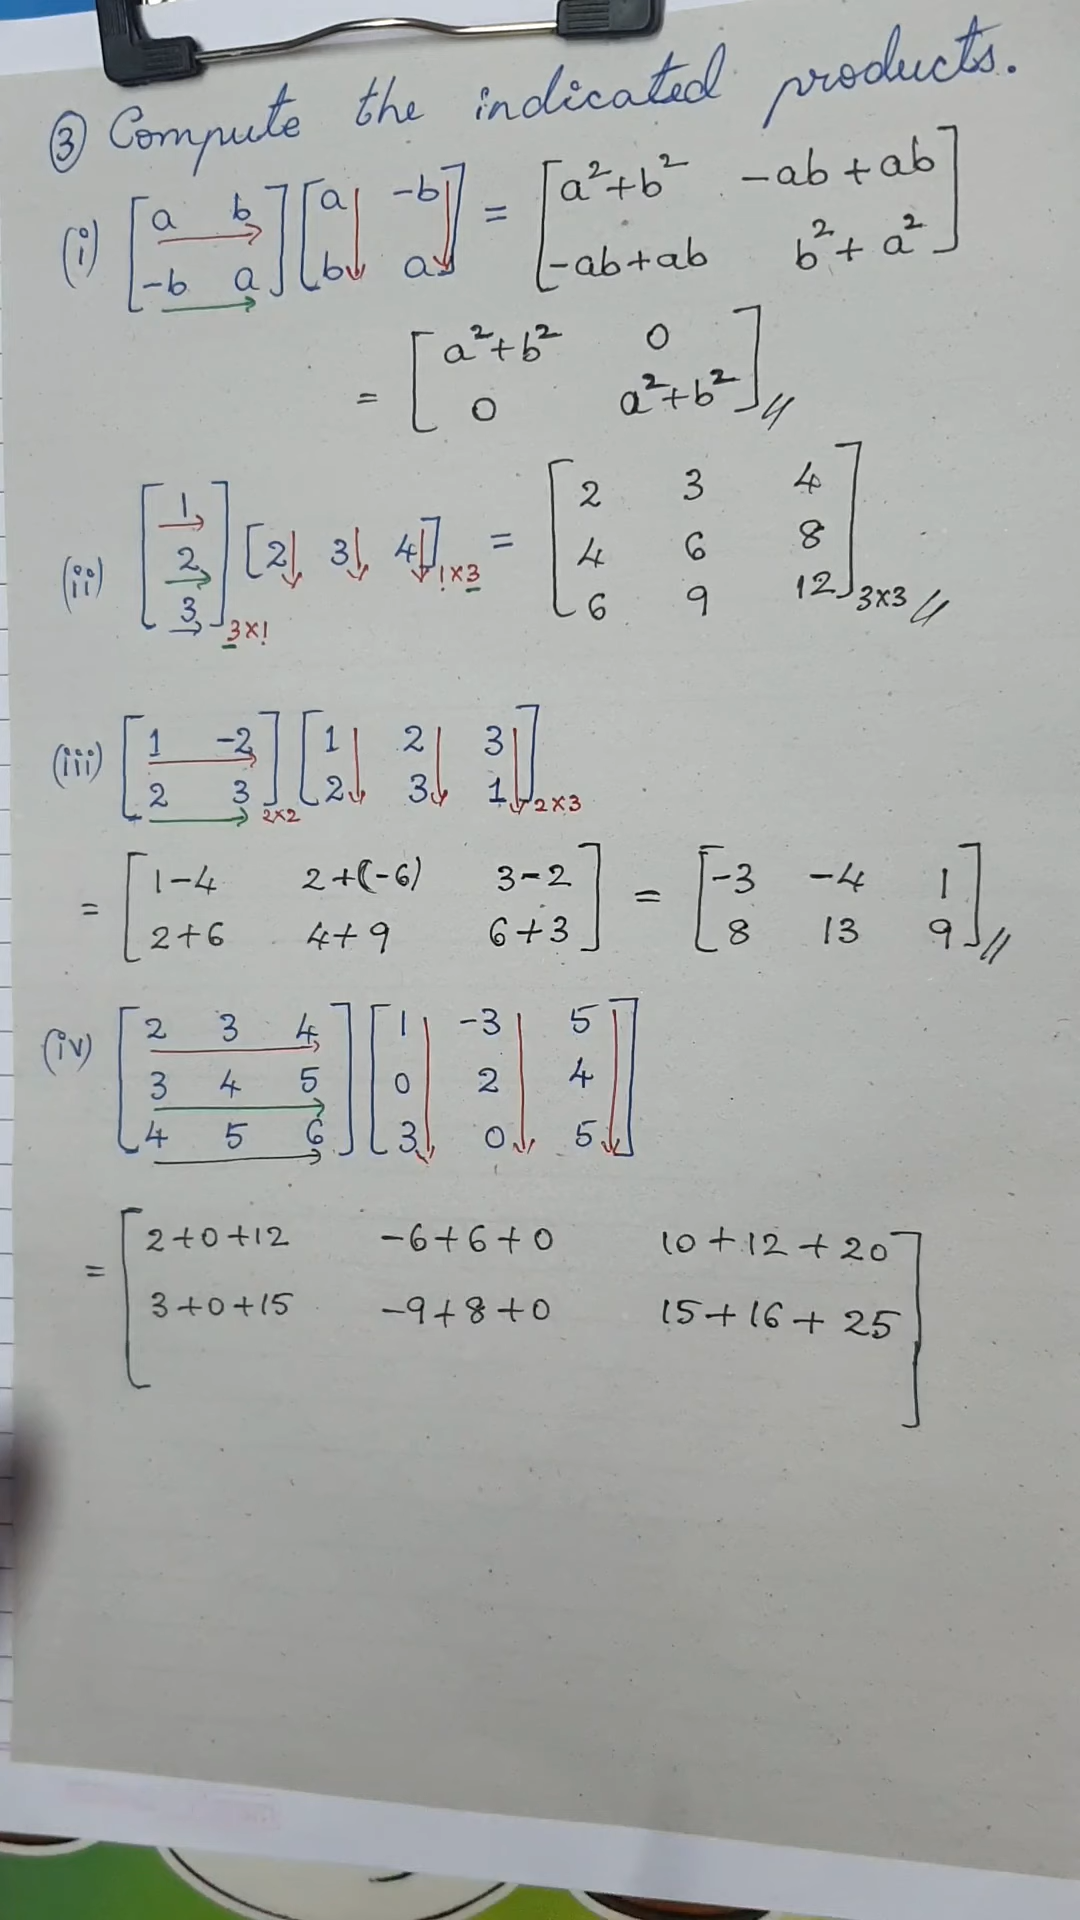 ③ Compute the indicated products.
(i) [a b; -b a] [a -b; b a] = [a²+b² -ab+ab; -ab+ab b²+a²]
= [a²+b² 0; 0 a²+b²]//
(ii) [1; 2; 3]3×1 [2 3 4]1×3 = [2 3 4; 4 6 8; 6 9 12]3×3//
(iii) [1 -2; 2 3]2×2 [1 2 3; 2 3 1]2×3
= [1-4 2+(-6) 3-2; 2+6 4+9 6+3] = [-3 -4 1; 8 13 9]//
(iv) [2 3 4; 3 4 5; 4 5 6] [1 -3 5; 0 2 4; 3 0 5]
= [2+0+12 -6+6+0 10+12+20; 3+0+15 -9+8+0 15+16+25]